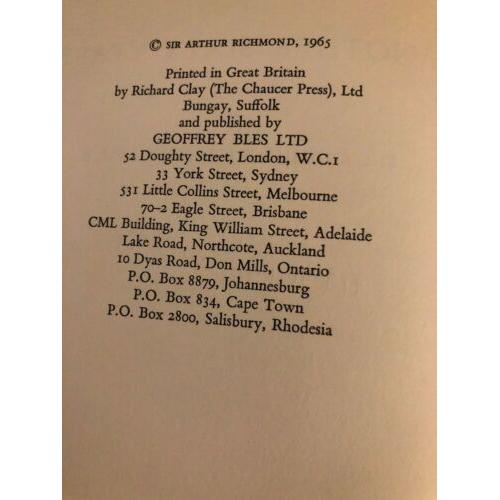 © SIR ARTHUR RICHMOND, 1965
Printed in Great Britain
by Richard Clay (The Chaucer Press), Ltd
Bungay, Suffolk
and published by
GEOFFREY BLES LTD
52 Doughty Street, London, W.C.1
33 York Street, Sydney
531 Little Collins Street, Melbourne
70-2 Eagle Street, Brisbane
CML Building, King William Street, Adelaide
Lake Road, Northcote, Auckland
10 Dyas Road, Don Mills, Ontario
P.O. Box 8879, Johannesburg
P.O. Box 834, Cape Town
P.O. Box 2800, Salisbury, Rhodesia